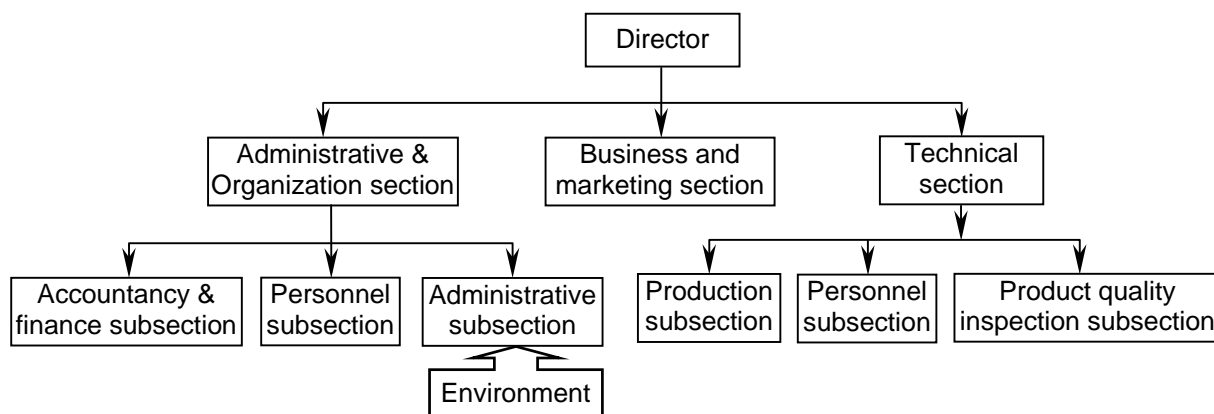 Director
Administrative &
Organization section
Business and
marketing section
Technical
section
Accountancy &
finance subsection
Personnel
subsection
Administrative
subsection
Production
subsection
Personnel
subsection
Product quality
inspection subsection
Environment